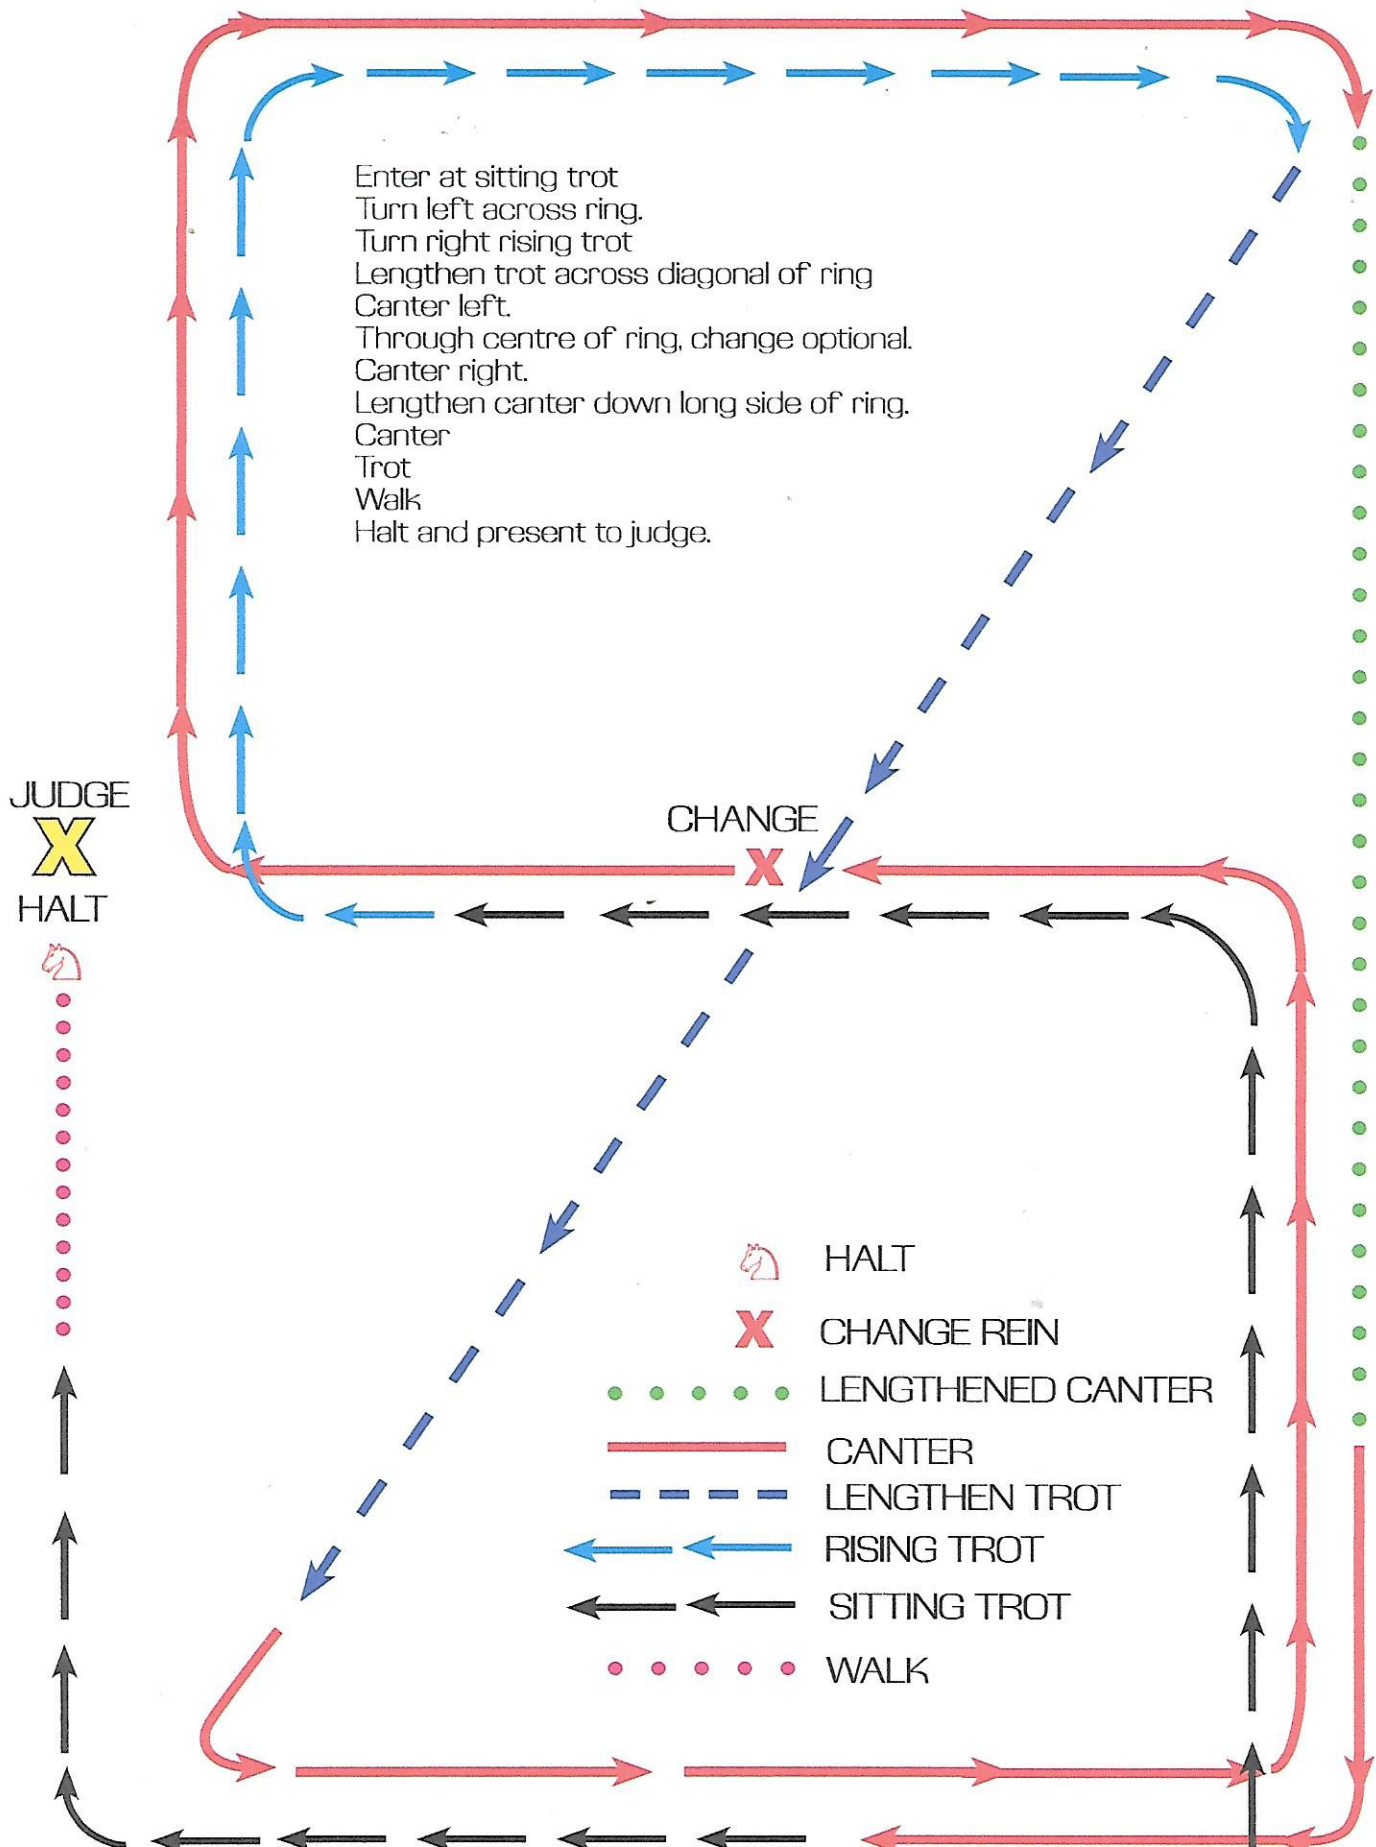 Enter at sitting trot
Turn left across ring.
Turn right rising trot
Lengthen trot across diagonal of ring
Canter left.
Through centre of ring, change optional.
Canter right.
Lengthen canter down long side of ring.
Canter
Trot
Walk
Halt and present to judge.
JUDGE
X
HALT
CHANGE
X
HALT
X CHANGE REIN
LENGTHENED CANTER
CANTER
LENGTHEN TROT
RISING TROT
SITTING TROT
WALK